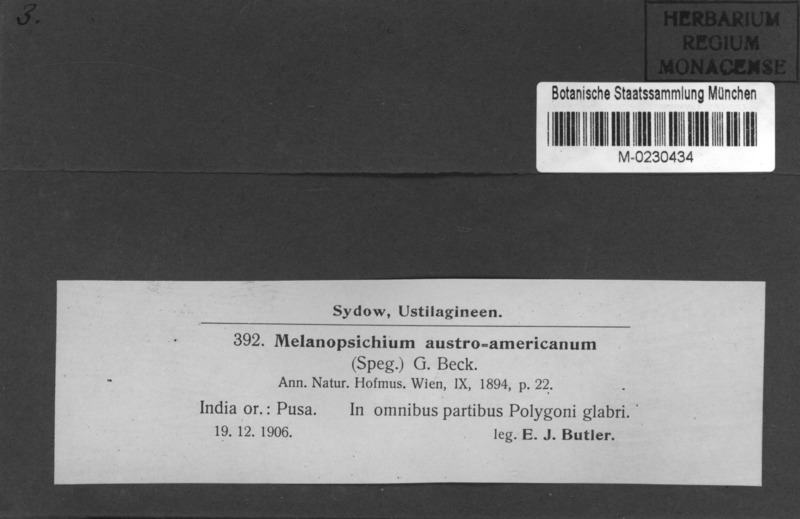 3.
HERBARIUM
REGIUM
MONACENSE
Botanische Staatssammlung München
M-0230434
Sydow, Ustilagineen.
392. Melanopsichium austro=americanum
(Speg.) G. Beck.
Ann. Natur. Hofmus. Wien, IX, 1894, p. 22.
India or.: Pusa. In omnibus partibus Polygoni glabri.
19. 12. 1906. leg. E. J. Butler.